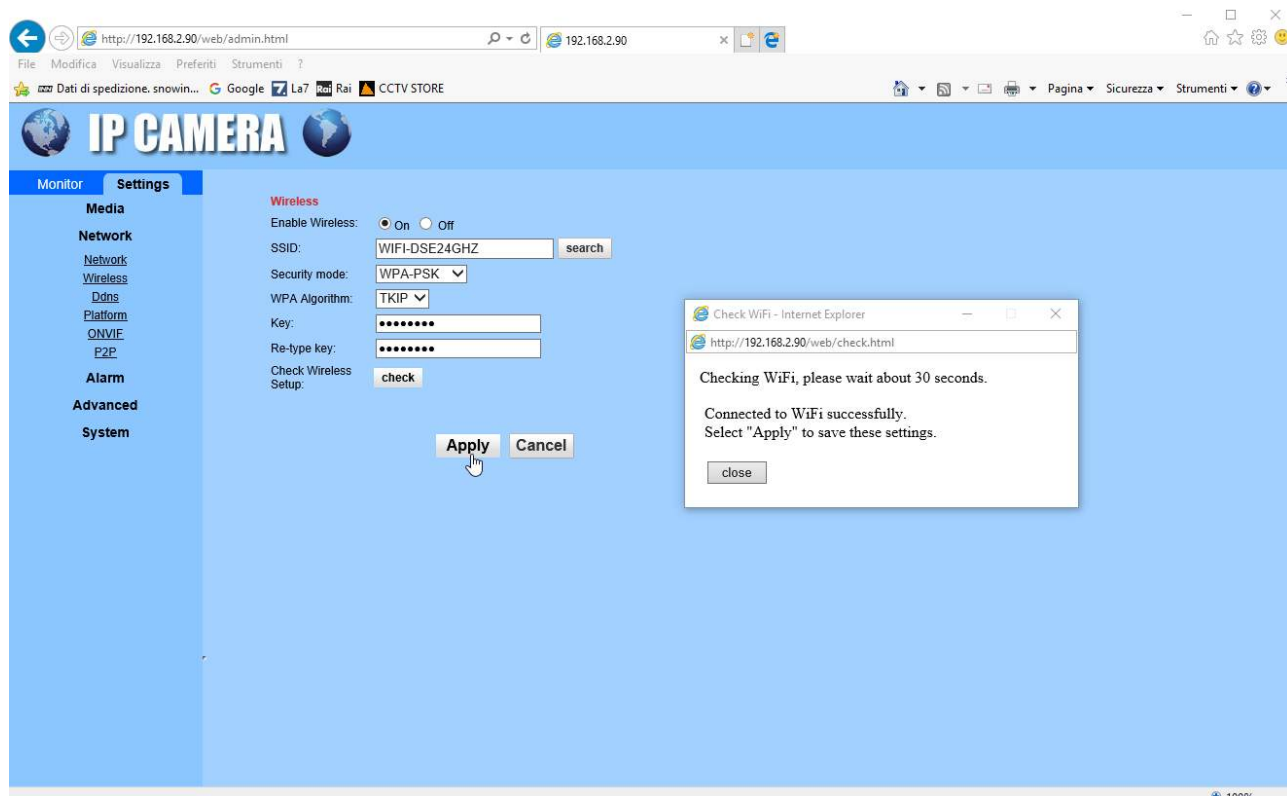 http://192.168.2.90/web/admin.html
192.168.2.90
File Modifica Visualizza Preferiti Strumenti ?
Dati di spedizione. snowin... Google La7 Rai Rai CCTV STORE
Pagina Sicurezza Strumenti
IP CAMERA
Monitor Settings
Media
Network
Network
Wireless
Ddns
Platform
ONVIF
P2P
Alarm
Advanced
System
Wireless
Enable Wireless: On Off
SSID: WIFI-DSE24GHZ search
Security mode: WPA-PSK
WPA Algorithm: TKIP
Key: ••••••••
Re-type key: ••••••••
Check Wireless
Setup: check
Apply Cancel
Check WiFi - Internet Explorer
http://192.168.2.90/web/check.html
Checking WiFi, please wait about 30 seconds.
Connected to WiFi successfully.
Select "Apply" to save these settings.
close